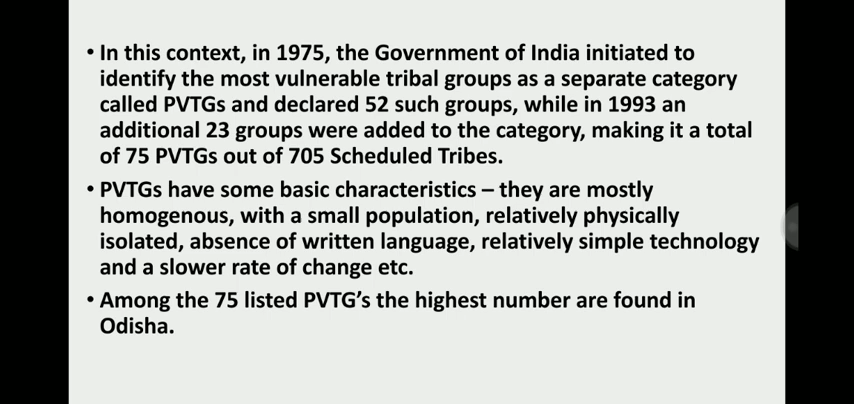 • In this context, in 1975, the Government of India initiated to
identify the most vulnerable tribal groups as a separate category
called PVTGs and declared 52 such groups, while in 1993 an
additional 23 groups were added to the category, making it a total
of 75 PVTGs out of 705 Scheduled Tribes.
• PVTGs have some basic characteristics – they are mostly
homogenous, with a small population, relatively physically
isolated, absence of written language, relatively simple technology
and a slower rate of change etc.
• Among the 75 listed PVTG’s the highest number are found in
Odisha.